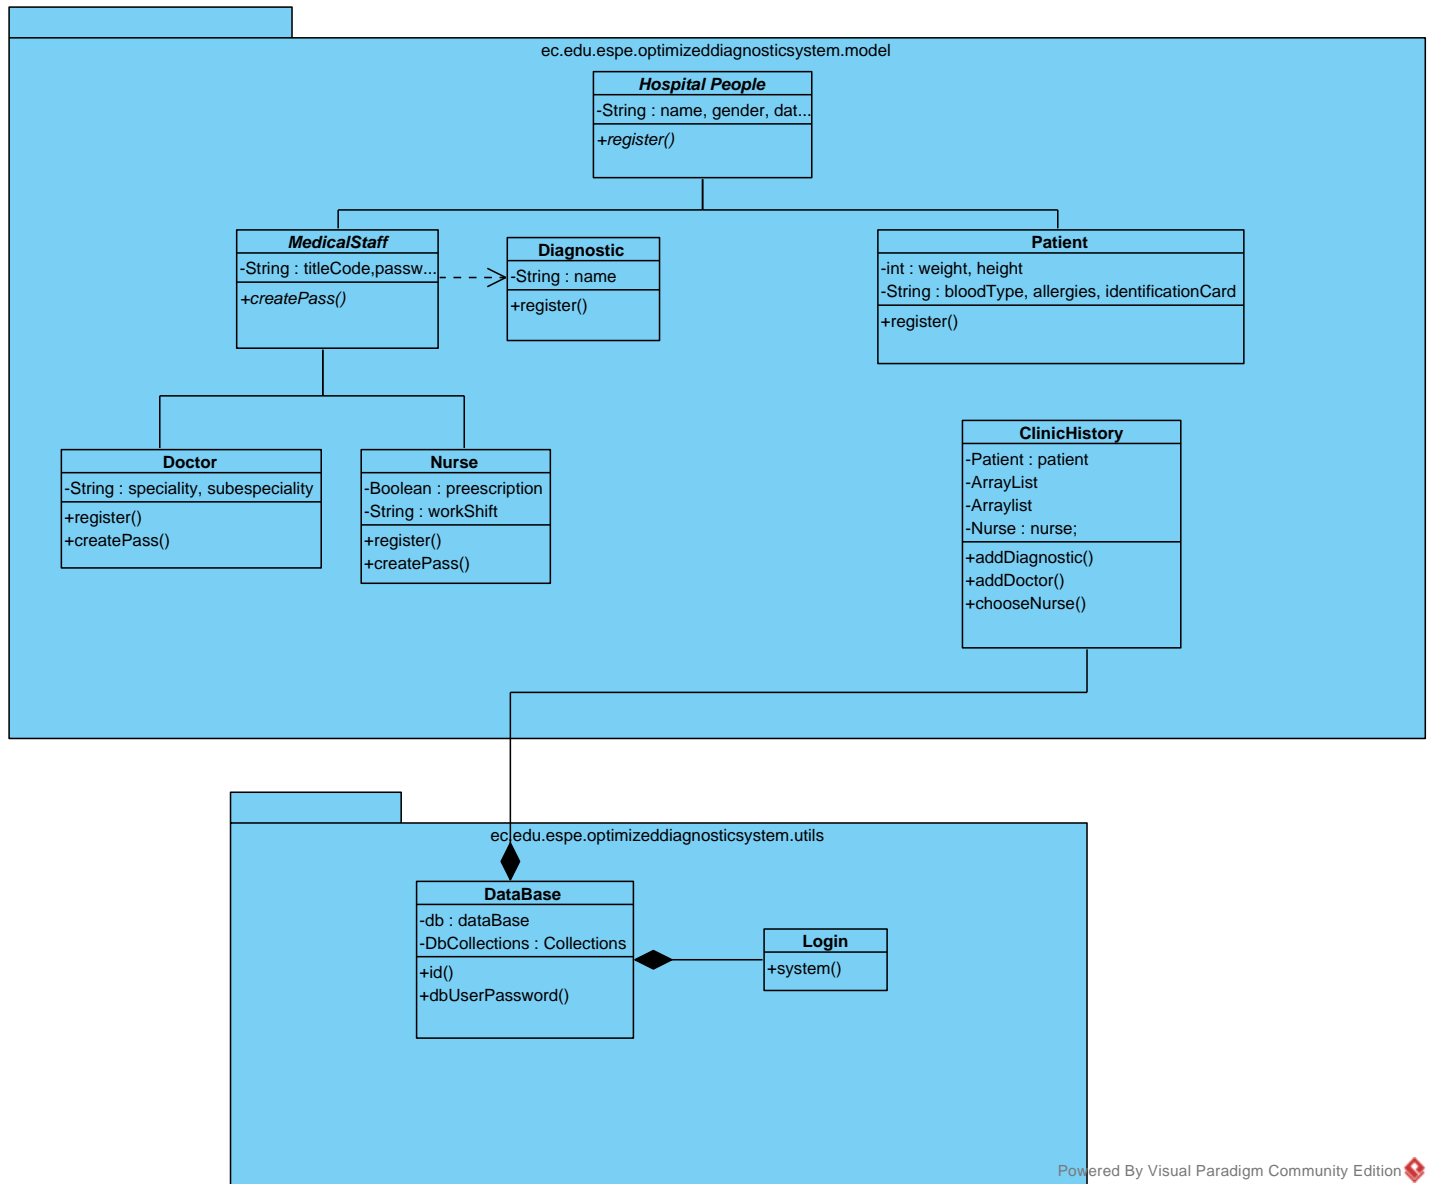 ec.edu.espe.optimizeddiagnosticsystem.model
Hospital People
-String : name, gender, dat...
+register()
MedicalStaff
-String : titleCode,passw...
+createPass()
Diagnostic
-String : name
+register()
Patient
-int : weight, height
-String : bloodType, allergies, identificationCard
+register()
Doctor
-String : speciality, subespeciality
+register()
+createPass()
Nurse
-Boolean : preescription
-String : workShift
+register()
+createPass()
ClinicHistory
-Patient : patient
-ArrayList
-Arraylist
-Nurse : nurse;
+addDiagnostic()
+addDoctor()
+chooseNurse()
ec.edu.espe.optimizeddiagnosticsystem.utils
DataBase
-db : dataBase
-DbCollections : Collections
+id()
+dbUserPassword()
Login
+system()
Powered By Visual Paradigm Community Edition